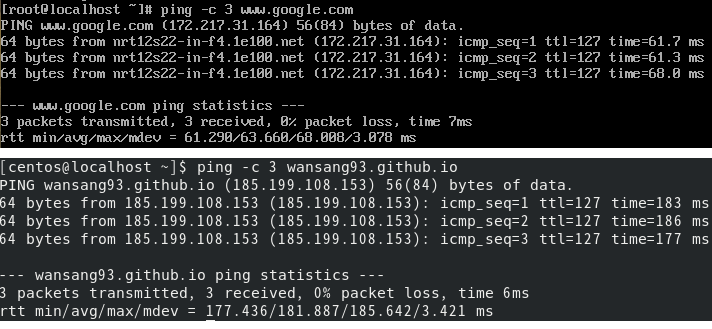 [root@localhost ~]# ping -c 3 www.google.com
PING www.google.com (172.217.31.164) 56(84) bytes of data.
64 bytes from nrt12s22-in-f4.1e100.net (172.217.31.164): icmp_seq=1 ttl=127 time=61.7 ms
64 bytes from nrt12s22-in-f4.1e100.net (172.217.31.164): icmp_seq=2 ttl=127 time=61.3 ms
64 bytes from nrt12s22-in-f4.1e100.net (172.217.31.164): icmp_seq=3 ttl=127 time=68.0 ms
--- www.google.com ping statistics ---
3 packets transmitted, 3 received, 0% packet loss, time 7ms
rtt min/avg/max/mdev = 61.290/63.660/68.008/3.078 ms
[centos@localhost ~]$ ping -c 3 wansang93.github.io
PING wansang93.github.io (185.199.108.153) 56(84) bytes of data.
64 bytes from 185.199.108.153 (185.199.108.153): icmp_seq=1 ttl=127 time=183 ms
64 bytes from 185.199.108.153 (185.199.108.153): icmp_seq=2 ttl=127 time=186 ms
64 bytes from 185.199.108.153 (185.199.108.153): icmp_seq=3 ttl=127 time=177 ms
--- wansang93.github.io ping statistics ---
3 packets transmitted, 3 received, 0% packet loss, time 6ms
rtt min/avg/max/mdev = 177.436/181.887/185.642/3.421 ms